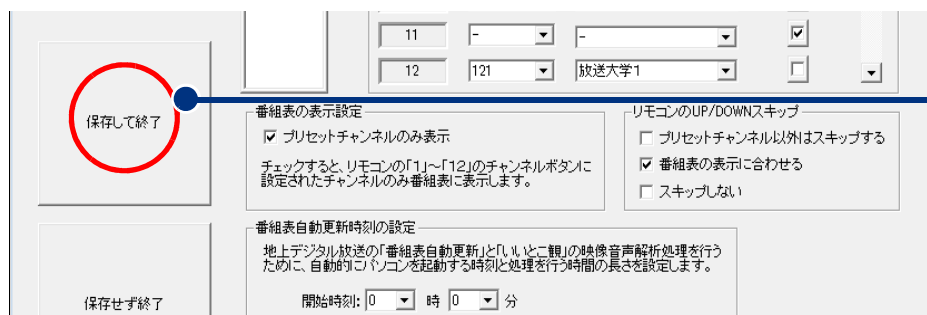 11 - -
12 121 放送大学1
保存して終了
番組表の表示設定
プリセットチャンネルのみ表示
チェックすると、リモコンの「1」~「12」のチャンネルボタンに
設定されたチャンネルのみ番組表に表示します。
リモコンのUP/DOWNスキップ
プリセットチャンネル以外はスキップする
番組表の表示に合わせる
スキップしない
番組表自動更新時刻の設定
地上デジタル放送の「番組表自動更新」と「いいとこ観」の映像音声解析処理を行う
ために、自動的にパソコンを起動する時刻と処理を行う時間の長さを設定します。
保存せず終了
開始時刻: 0 時 0 分